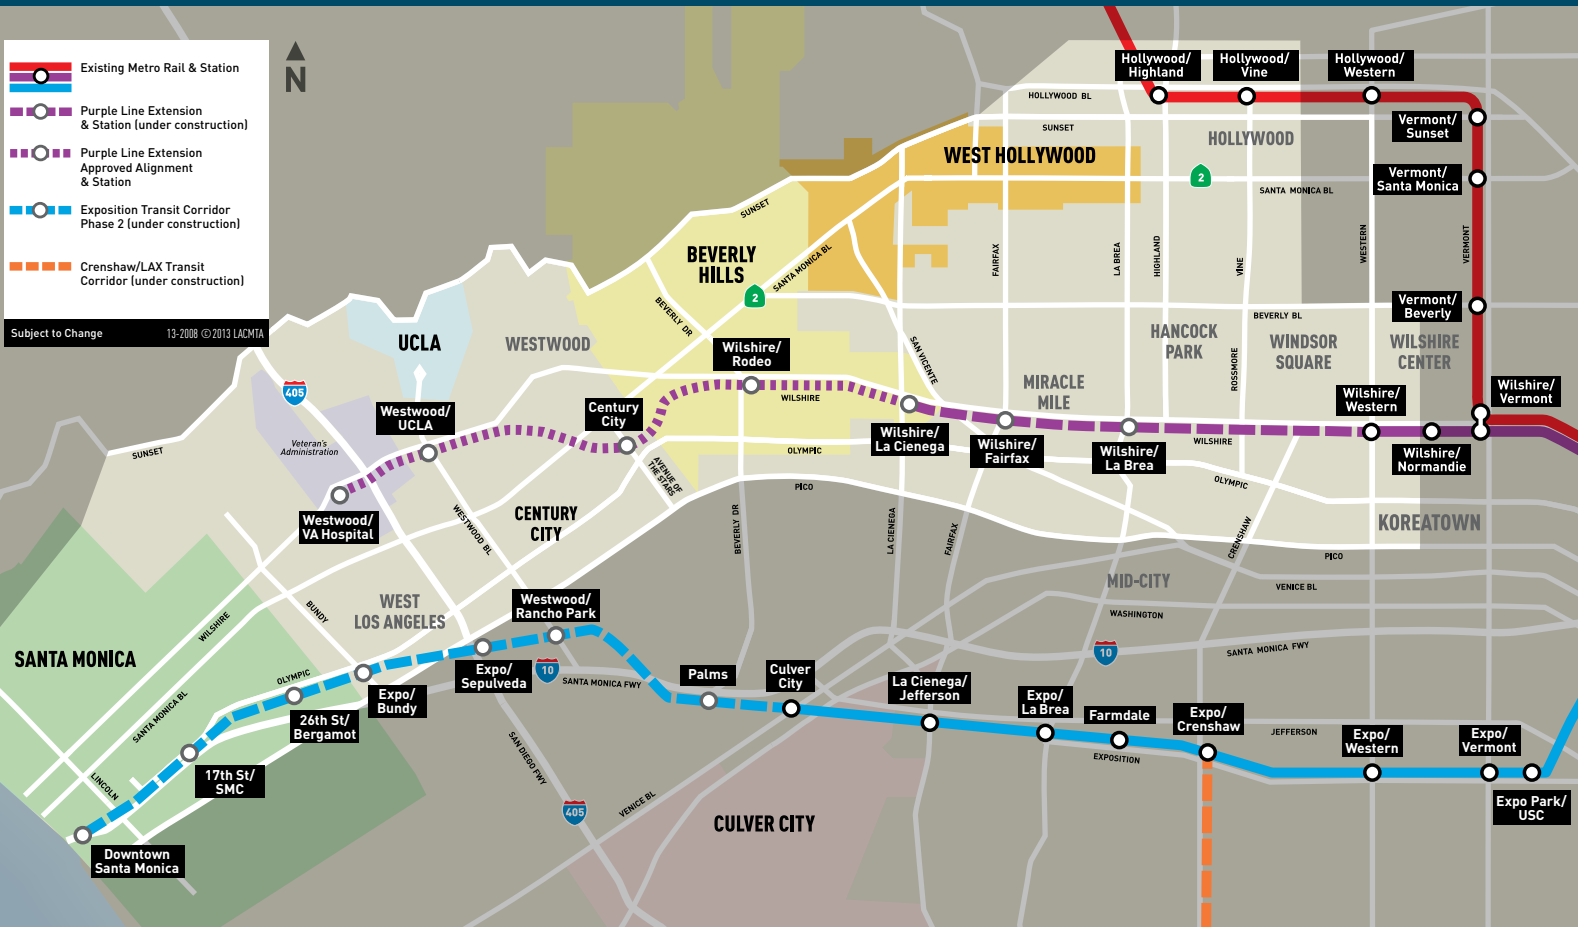 Existing Metro Rail & Station
Purple Line Extension
& Station (under construction)
Purple Line Extension
Approved Alignment
& Station
Exposition Transit Corridor
Phase 2 (under construction)
Crenshaw/LAX Transit
Corridor (under construction)
Subject to Change
13-2008 ©2013 LACMTA
N
Hollywood/
Highland
Hollywood/
Vine
Hollywood/
Western
HOLLYWOOD BL
Vermont/
Sunset
SUNSET
HOLLYWOOD
WEST HOLLYWOOD
2
Vermont/
Santa Monica
SANTA MONICA BL
SUNSET
BEVERLY
HILLS
SANTA MONICA BL
FAIRFAX
LA BREA
HIGHLAND
VINE
WESTERN
VERMONT
2
BEVERLY DR
Vermont/
Beverly
BEVERLY BL
UCLA
WESTWOOD
Wilshire/
Rodeo
SAN VICENTE
HANCOCK
PARK
WINDSOR
SQUARE
WILSHIRE
CENTER
ROSSMORE
MIRACLE
MILE
405
WILSHIRE
Wilshire/
Western
Wilshire/
Vermont
Westwood/
UCLA
Century
City
Wilshire/
La Cienega
Wilshire/
Fairfax
Wilshire/
La Brea
WILSHIRE
Wilshire/
Normandie
Veteran's
Administration
SUNSET
OLYMPIC
AVENUE OF
THE STARS
PICO
OLYMPIC
Westwood/
VA Hospital
WESTWOOD BL
CENTURY
CITY
BEVERLY DR
LA CIENEGA
FAIRFAX
CRENSHAW
KOREATOWN
PICO
MID-CITY
VENICE BL
WASHINGTON
WEST
LOS ANGELES
Westwood/
Rancho Park
BUNDY
WILSHIRE
SANTA MONICA
10
SANTA MONICA FWY
Expo/
Sepulveda
10
SANTA MONICA FWY
Palms
Culver
City
La Cienega/
Jefferson
Expo/
La Brea
Farmdale
Expo/
Crenshaw
OLYMPIC
SANTA MONICA BL
Expo/
Bundy
26th St/
Bergamot
JEFFERSON
Expo/
Western
Expo/
Vermont
EXPOSITION
SAN DIEGO FWY
17th St/
SMC
LINCOLN
405
VENICE BL
CULVER CITY
Expo Park/
USC
Downtown
Santa Monica